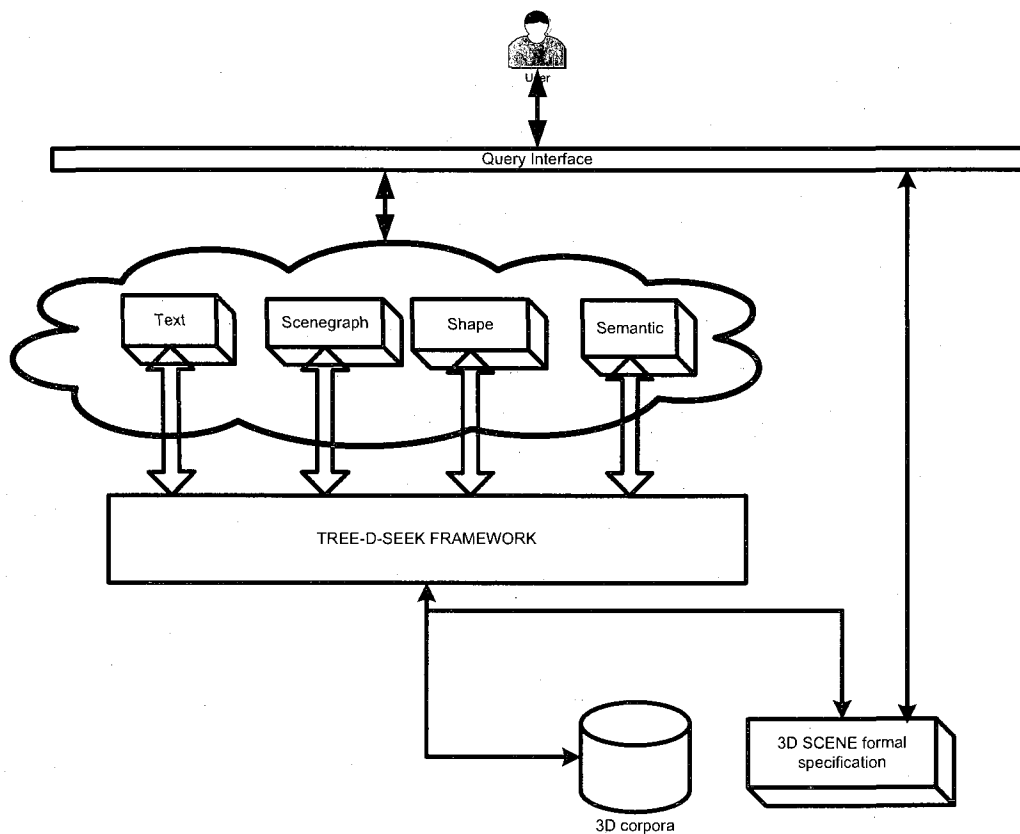 User
Query Interface
Text
Scenegraph
Shape
Semantic
TREE-D-SEEK FRAMEWORK
3D SCENE formal
specification
3D corpora